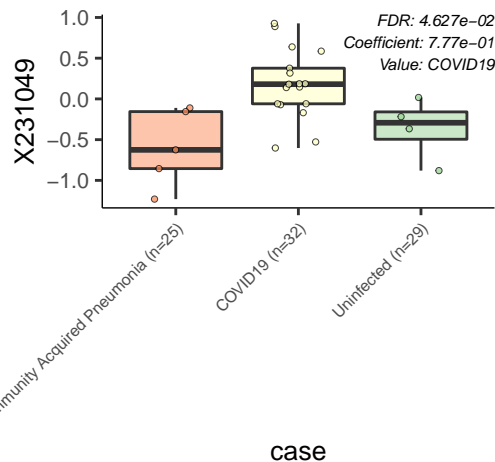 FDR: 4.627e−02
Coefficient: 7.77e−01
Value: COVID19
X231049
1.0
0.5
0.0
−0.5
−1.0
mmunity Acquired Pneumonia (n=25)
COVID19 (n=32)
Uninfected (n=29)
case